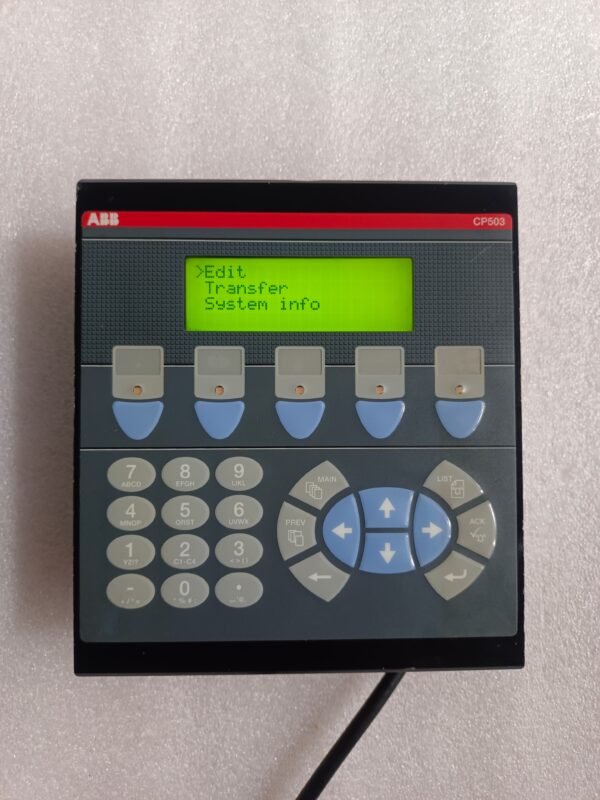 ABB
CP503
>Edit
Transfer
System info
7
ABCD
8
EFGH
9
IJKL
MAIN
LIST
4
MNOP
5
QRST
6
UVWX
PREV
ACK
1
YZ!?
2
C1-C4
3
<>()
-
0
.